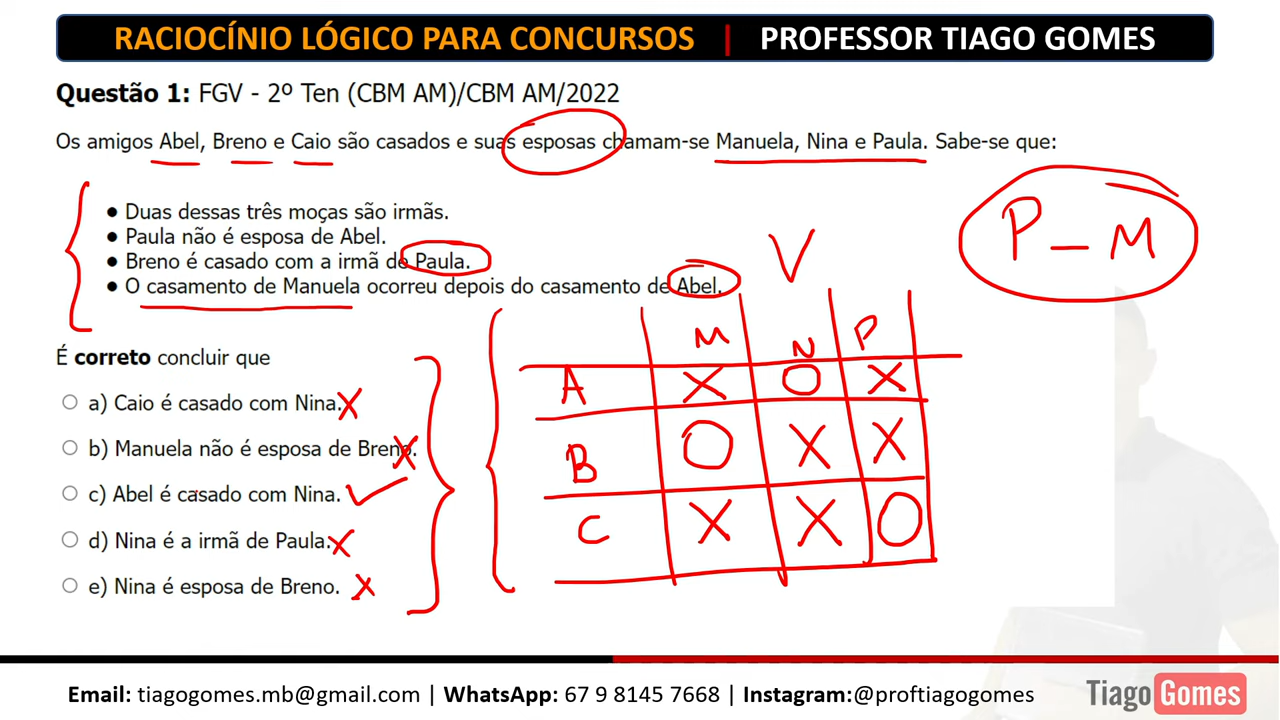 RACIOCÍNIO LÓGICO PARA CONCURSOS | PROFESSOR TIAGO GOMES
Questão 1: FGV - 2º Ten (CBM AM)/CBM AM/2022
Os amigos Abel, Breno e Caio são casados e suas esposas chamam-se Manuela, Nina e Paula. Sabe-se que:
● Duas dessas três moças são irmãs.
● Paula não é esposa de Abel.
● Breno é casado com a irmã de Paula.
● O casamento de Manuela ocorreu depois do casamento de Abel.
P_M
V
É correto concluir que
a) Caio é casado com Nina. X
b) Manuela não é esposa de Breno. X
c) Abel é casado com Nina. ✓
d) Nina é a irmã de Paula. X
e) Nina é esposa de Breno. X
M N P
A X O X
B O X X
C X X O
Email: tiagogomes.mb@gmail.com | WhatsApp: 67 9 8145 7668 | Instagram:@proftiagogomes
Tiago Gomes